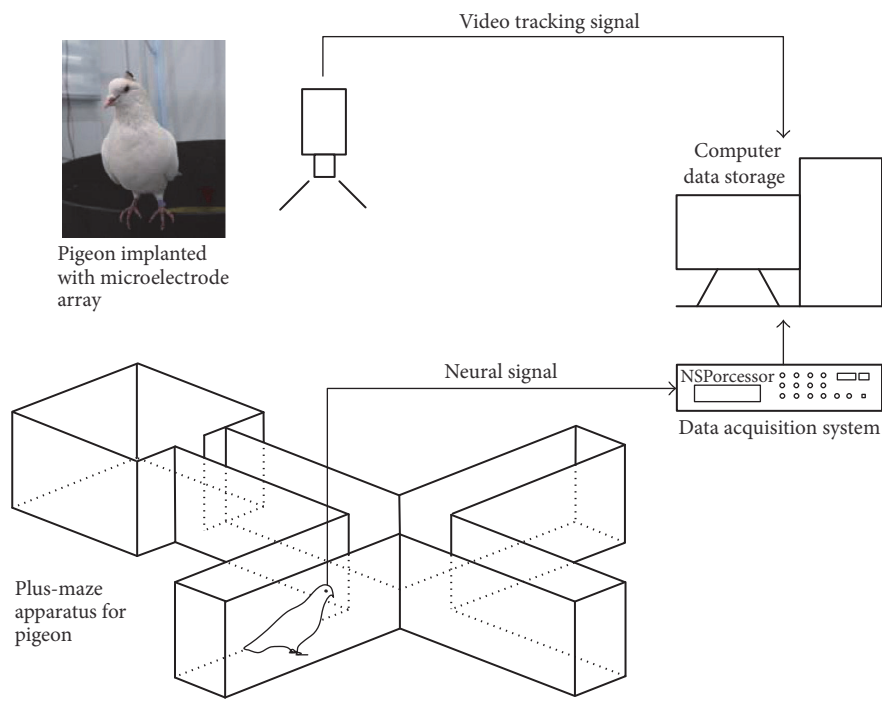 Video tracking signal
Computer
data storage
Pigeon implanted
with microelectrode
array
Neural signal
NSPorcessor
Data acquisition system
Plus-maze
apparatus for
pigeon